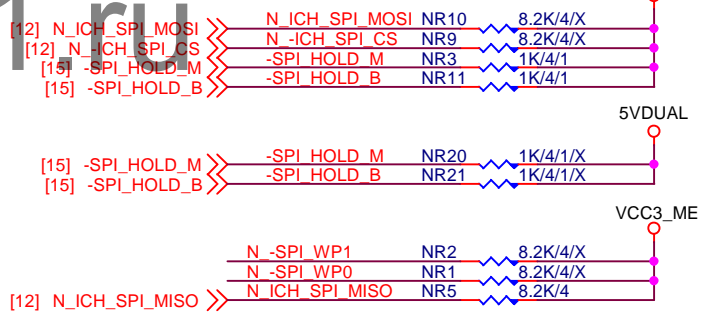 [12] N_ICH_SPI_MOSI N_ICH_SPI_MOSI NR10 8.2K/4/X
[12] N_-ICH_SPI_CS N_-ICH_SPI_CS NR9 8.2K/4/X
[15] -SPI_HOLD_M -SPI_HOLD_M NR3 1K/4/1
[15] -SPI_HOLD_B -SPI_HOLD_B NR11 1K/4/1
1.ru
5VDUAL
[15] -SPI_HOLD_M -SPI_HOLD_M NR20 1K/4/1/X
[15] -SPI_HOLD_B -SPI_HOLD_B NR21 1K/4/1/X
VCC3_ME
N_-SPI_WP1 NR2 8.2K/4/X
N_-SPI_WP0 NR1 8.2K/4/X
[12] N_ICH_SPI_MISO N_ICH_SPI_MISO NR5 8.2K/4